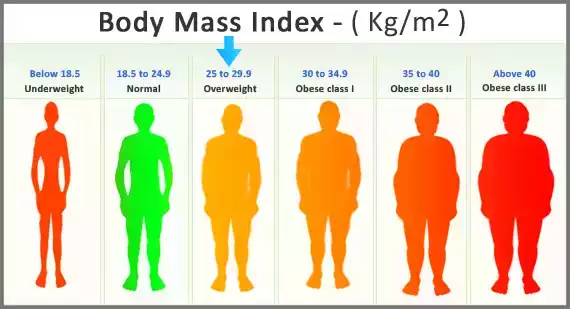 Body Mass Index - ( Kg/m2 )
Below 18.5
Underweight
18.5 to 24.9
Normal
25 to 29.9
Overweight
30 to 34.9
Obese class I
35 to 40
Obese class II
Above 40
Obese class III